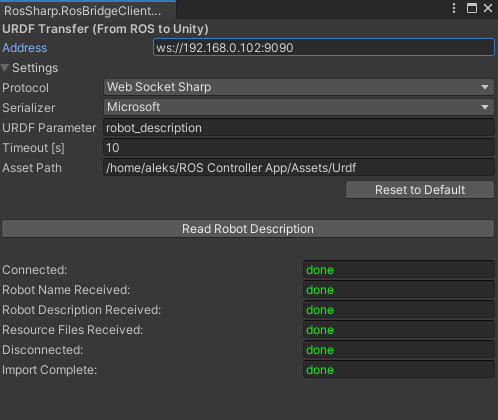 RosSharp.RosBridgeClient...
URDF Transfer (From ROS to Unity)
Address ws://192.168.0.102:9090
Settings
Protocol Web Socket Sharp
Serializer Microsoft
URDF Parameter robot_description
Timeout [s] 10
Asset Path /home/aleks/ROS Controller App/Assets/Urdf
Reset to Default
Read Robot Description
Connected: done
Robot Name Received: done
Robot Description Received: done
Resource Files Received: done
Disconnected: done
Import Complete: done